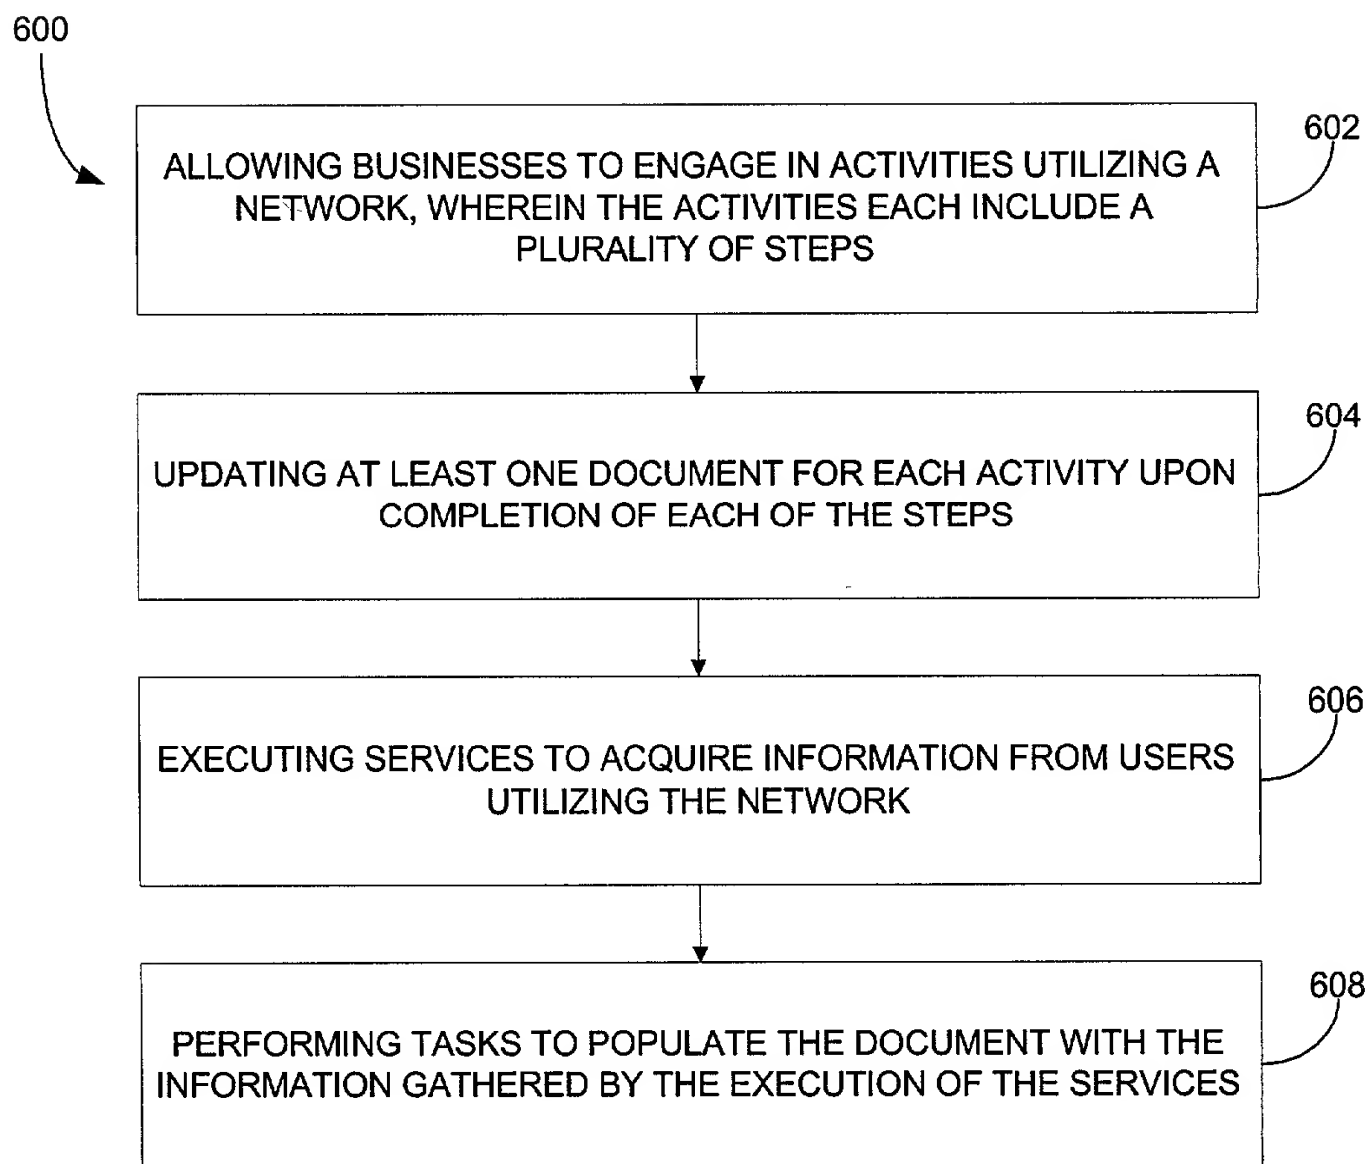 600
602
ALLOWING BUSINESSES TO ENGAGE IN ACTIVITIES UTILIZING A
NETWORK, WHEREIN THE ACTIVITIES EACH INCLUDE A
PLURALITY OF STEPS
604
UPDATING AT LEAST ONE DOCUMENT FOR EACH ACTIVITY UPON
COMPLETION OF EACH OF THE STEPS
606
EXECUTING SERVICES TO ACQUIRE INFORMATION FROM USERS
UTILIZING THE NETWORK
608
PERFORMING TASKS TO POPULATE THE DOCUMENT WITH THE
INFORMATION GATHERED BY THE EXECUTION OF THE SERVICES